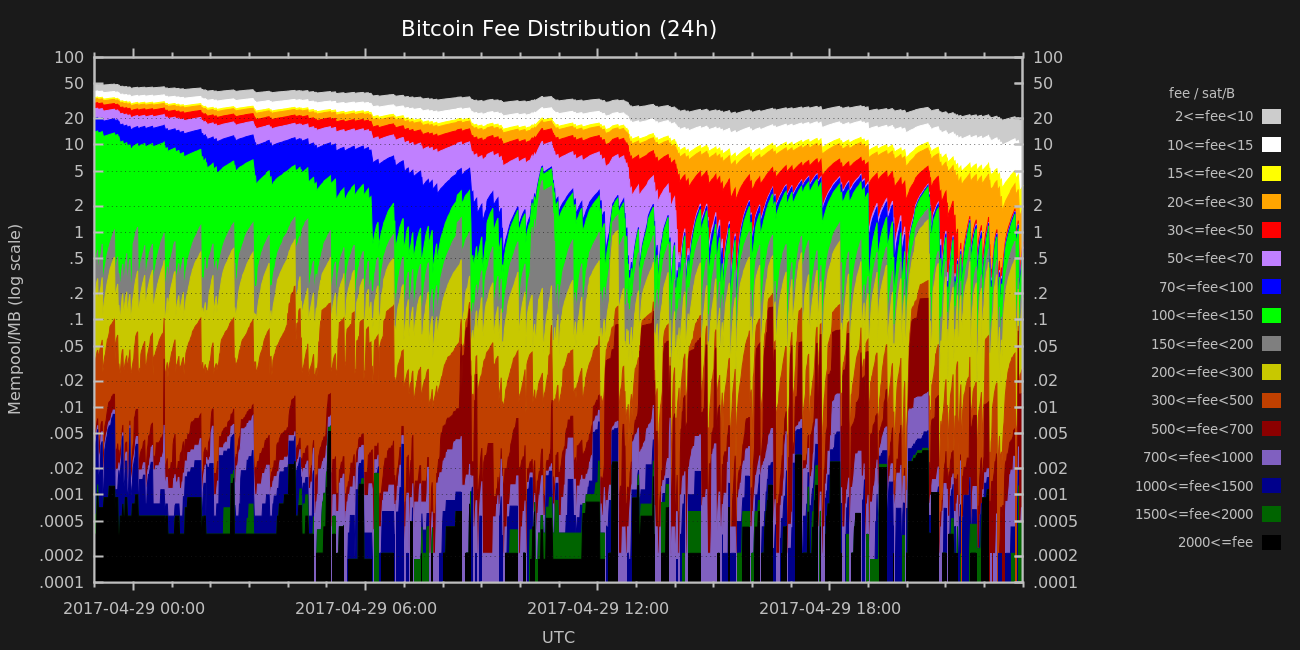 Bitcoin Fee Distribution (24h)
Mempool/MB (log scale)
100
50
20
10
5
2
1
.5
.2
.1
.05
.02
.01
.005
.002
.001
.0005
.0002
.0001
100
50
20
10
5
2
1
.5
.2
.1
.05
.02
.01
.005
.002
.001
.0005
.0002
.0001
fee / sat/B
2<=fee<10
10<=fee<15
15<=fee<20
20<=fee<30
30<=fee<50
50<=fee<70
70<=fee<100
100<=fee<150
150<=fee<200
200<=fee<300
300<=fee<500
500<=fee<700
700<=fee<1000
1000<=fee<1500
1500<=fee<2000
2000<=fee
2017-04-29 00:00 2017-04-29 06:00 2017-04-29 12:00 2017-04-29 18:00
UTC